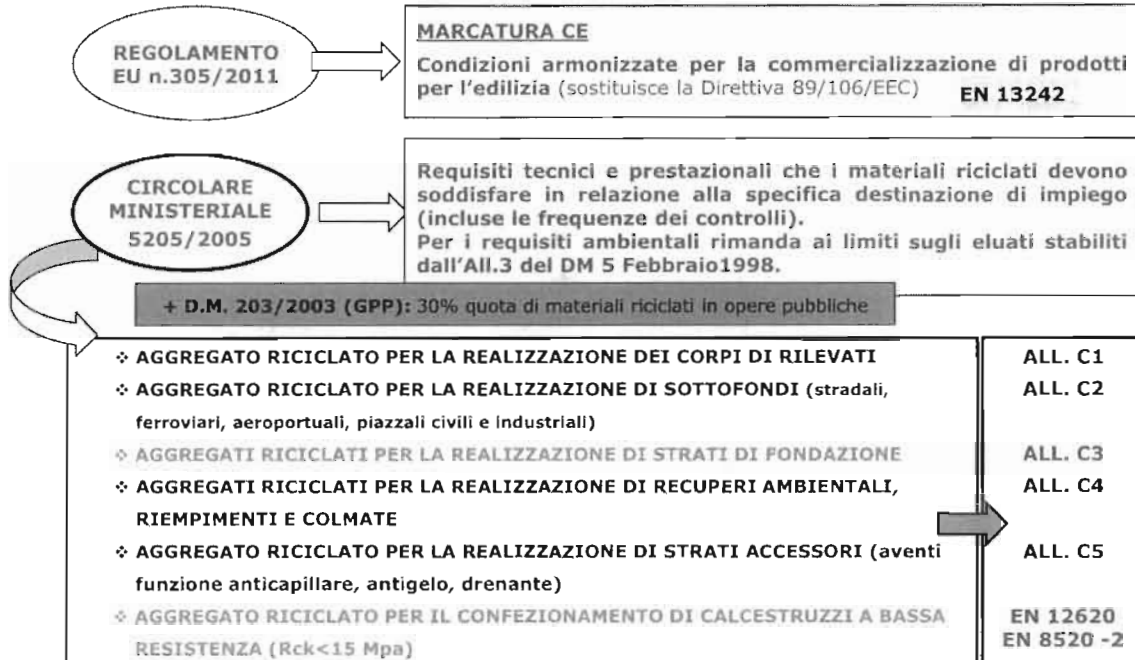 REGOLAMENTO
EU n.305/2011
MARCATURA CE
Condizioni armonizzate per la commercializzazione di prodotti
per l'edilizia (sostituisce la Direttiva 89/106/EEC) EN 13242
CIRCOLARE
MINISTERIALE
5205/2005
Requisiti tecnici e prestazionali che i materiali riciclati devono
soddisfare in relazione alla specifica destinazione di impiego
(incluse le frequenze dei controlli).
Per i requisiti ambientali rimanda ai limiti sugli eluati stabiliti
dall'All.3 del DM 5 Febbraio1998.
+ D.M. 203/2003 (GPP): 30% quota di materiali riciclati in opere pubbliche
❖ AGGREGATO RICICLATO PER LA REALIZZAZIONE DEI CORPI DI RILEVATI ALL. C1
❖ AGGREGATO RICICLATO PER LA REALIZZAZIONE DI SOTTOFONDI (stradali, ALL. C2
ferroviari, aeroportuali, piazzali civili e industriali)
❖ AGGREGATI RICICLATI PER LA REALIZZAZIONE DI STRATI DI FONDAZIONE ALL. C3
❖ AGGREGATI RICICLATI PER LA REALIZZAZIONE DI RECUPERI AMBIENTALI, ALL. C4
RIEMPIMENTI E COLMATE
❖ AGGREGATO RICICLATO PER LA REALIZZAZIONE DI STRATI ACCESSORI (aventi ALL. C5
funzione anticapillare, antigelo, drenante)
❖ AGGREGATO RICICLATO PER IL CONFEZIONAMENTO DI CALCESTRUZZI A BASSA EN 12620
RESISTENZA (Rck<15 Mpa) EN 8520 -2